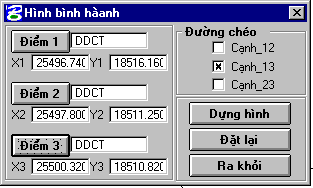 Hình bình hàanh
Điểm 1 DDCT
X1 25496.740 Y1 18516.160
Điểm 2 DDCT
X2 25497.800 Y2 18511.250
Điểm 3 DDCT
X3 25500.320 Y3 18510.820
Đường chéo
Cạnh_12
Cạnh_13
Cạnh_23
Dựng hình
Đặt lại
Ra khỏi